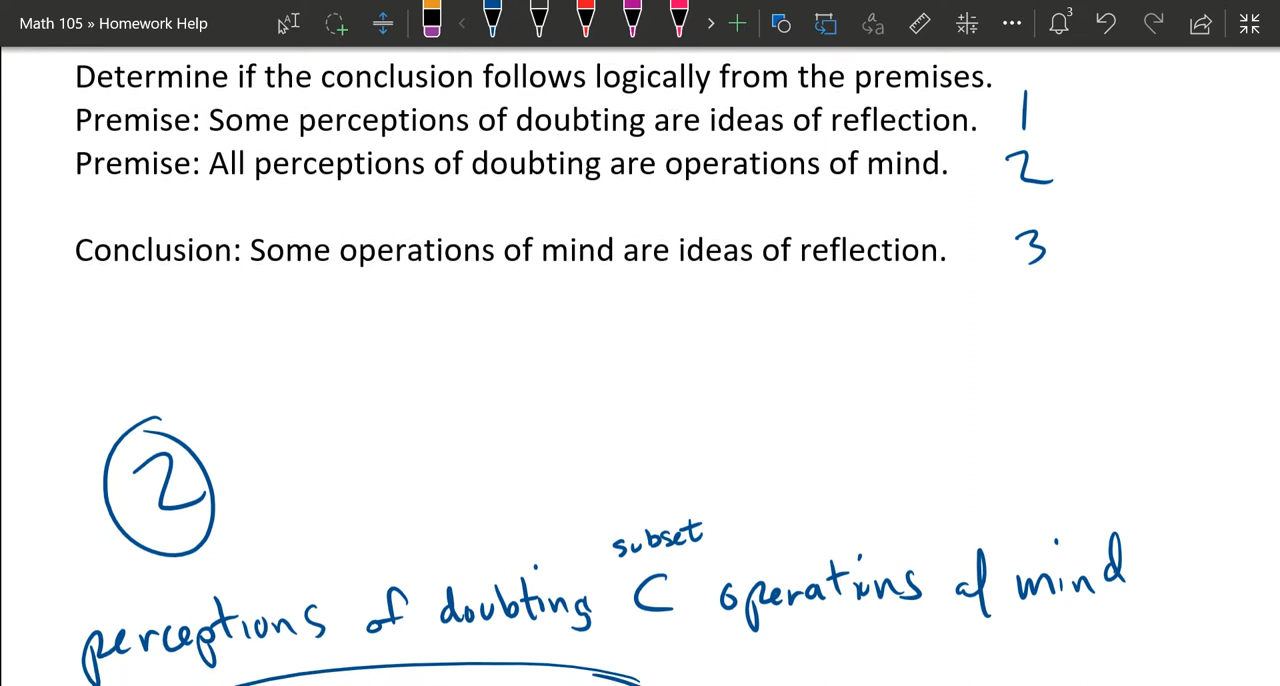 Math 105 » Homework Help
3
Determine if the conclusion follows logically from the premises.
Premise: Some perceptions of doubting are ideas of reflection. 1
Premise: All perceptions of doubting are operations of mind. 2
Conclusion: Some operations of mind are ideas of reflection. 3
2
subset
perceptions of doubting ⊂ operations of mind